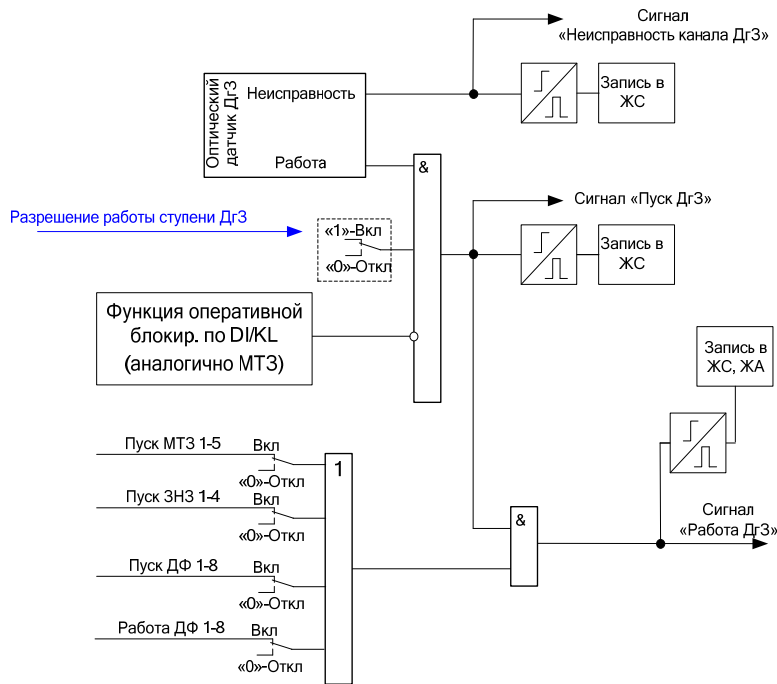 Сигнал
«Неисправность канала ДгЗ»
Оптический
датчик ДгЗ
Неисправность
Работа
Запись в
ЖС
&
Разрешение работы ступени ДгЗ
«1»-Вкл
«0»-Откл
Сигнал «Пуск ДгЗ»
Запись в
ЖС
Функция оперативной
блокир. по DI/KL
(аналогично МТЗ)
Запись в
ЖС, ЖА
Пуск МТЗ 1-5
Вкл
«0»-Откл
1
Пуск ЗНЗ 1-4
Вкл
«0»-Откл
&
Сигнал
«Работа ДгЗ»
Пуск ДФ 1-8
Вкл
«0»-Откл
Работа ДФ 1-8
Вкл
«0»-Откл